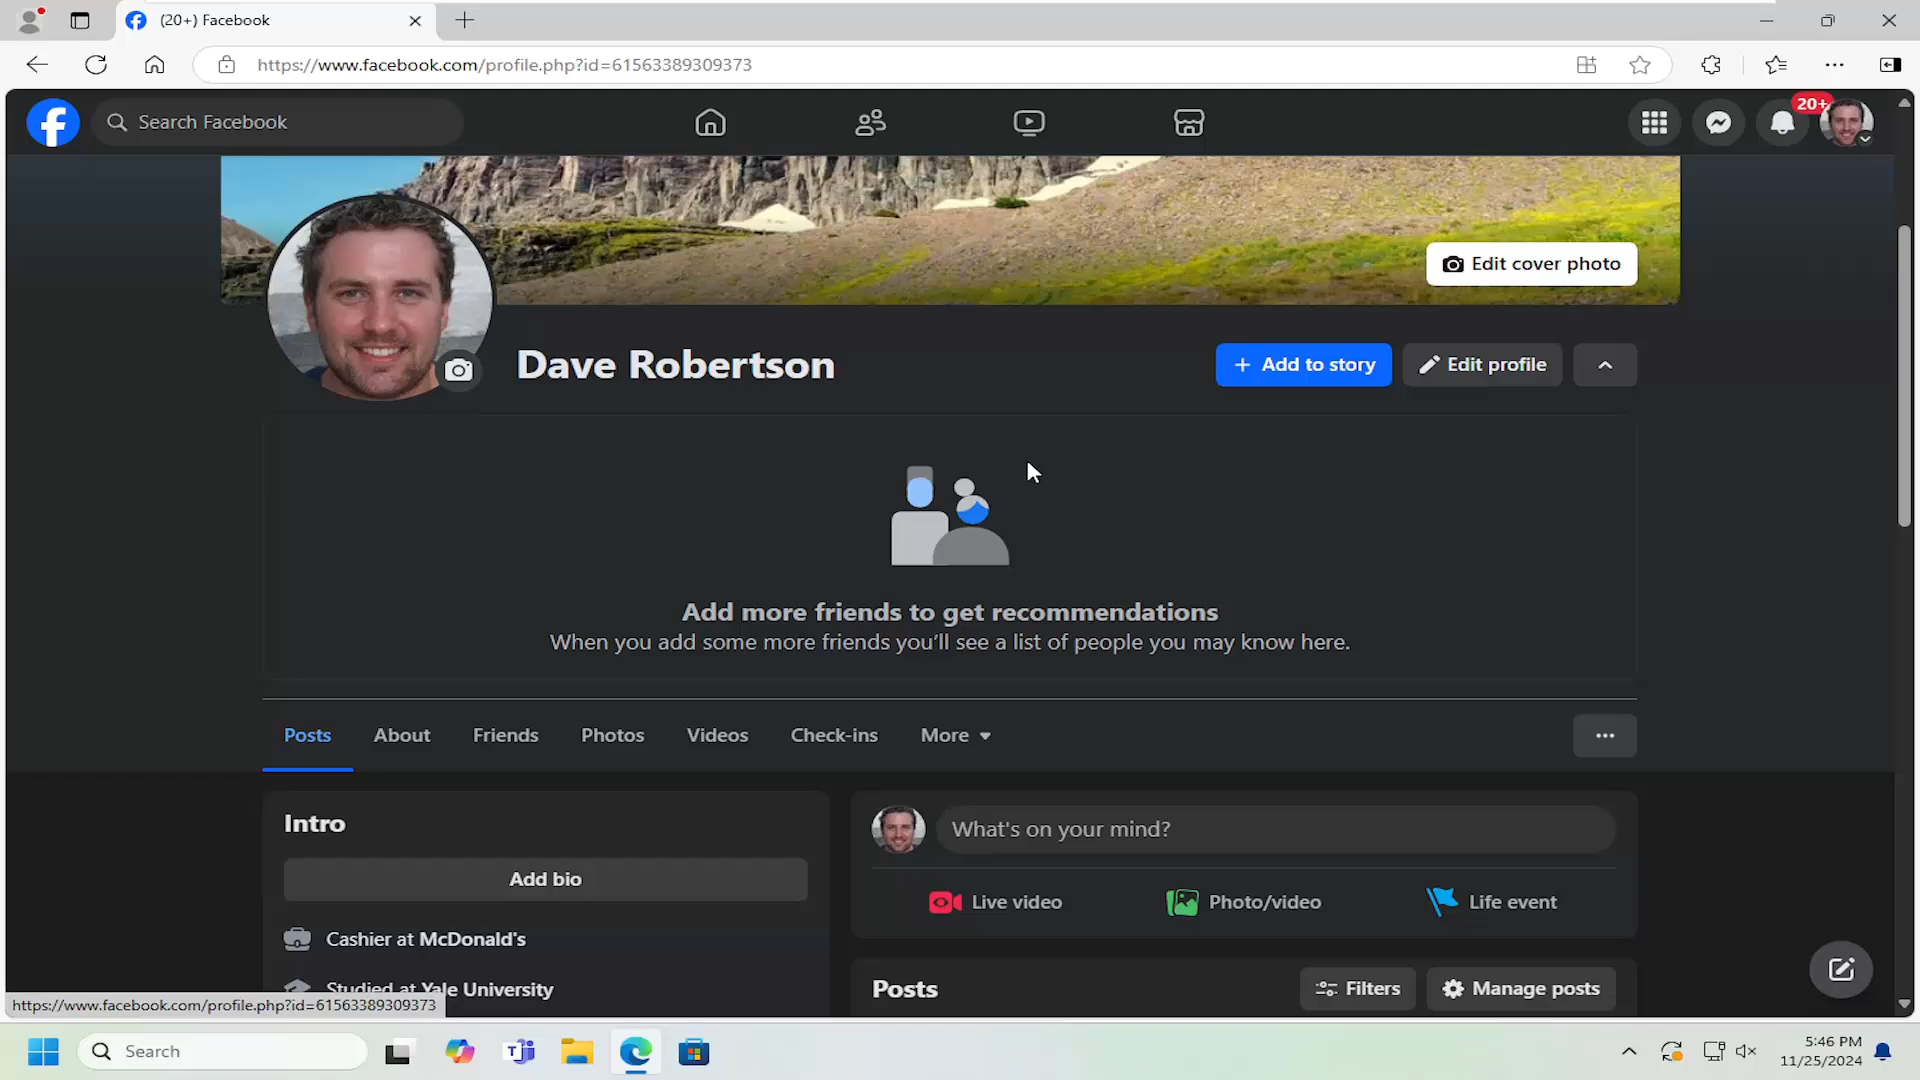 (20+) Facebook
https://www.facebook.com/profile.php?id=61563389309373
Search Facebook
20+
Edit cover photo
Dave Robertson
+ Add to story
Edit profile
Add more friends to get recommendations
When you add some more friends you'll see a list of people you may know here.
Posts
About
Friends
Photos
Videos
Check-ins
More
Intro
Add bio
Cashier at McDonald's
Studied at Yale University
What's on your mind?
Live video
Photo/video
Life event
Posts
Filters
Manage posts
https://www.facebook.com/profile.php?id=61563389309373
Search
5:46 PM
11/25/2024